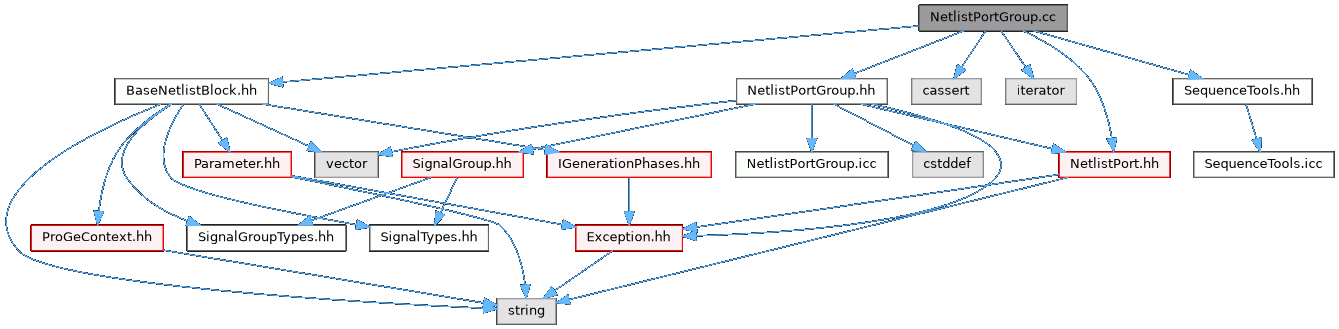 NetlistPortGroup.cc
BaseNetlistBlock.hh
NetlistPortGroup.hh
cassert
iterator
SequenceTools.hh
Parameter.hh
vector
SignalGroup.hh
IGenerationPhases.hh
NetlistPortGroup.icc
cstddef
NetlistPort.hh
SequenceTools.icc
ProGeContext.hh
SignalGroupTypes.hh
SignalTypes.hh
Exception.hh
string